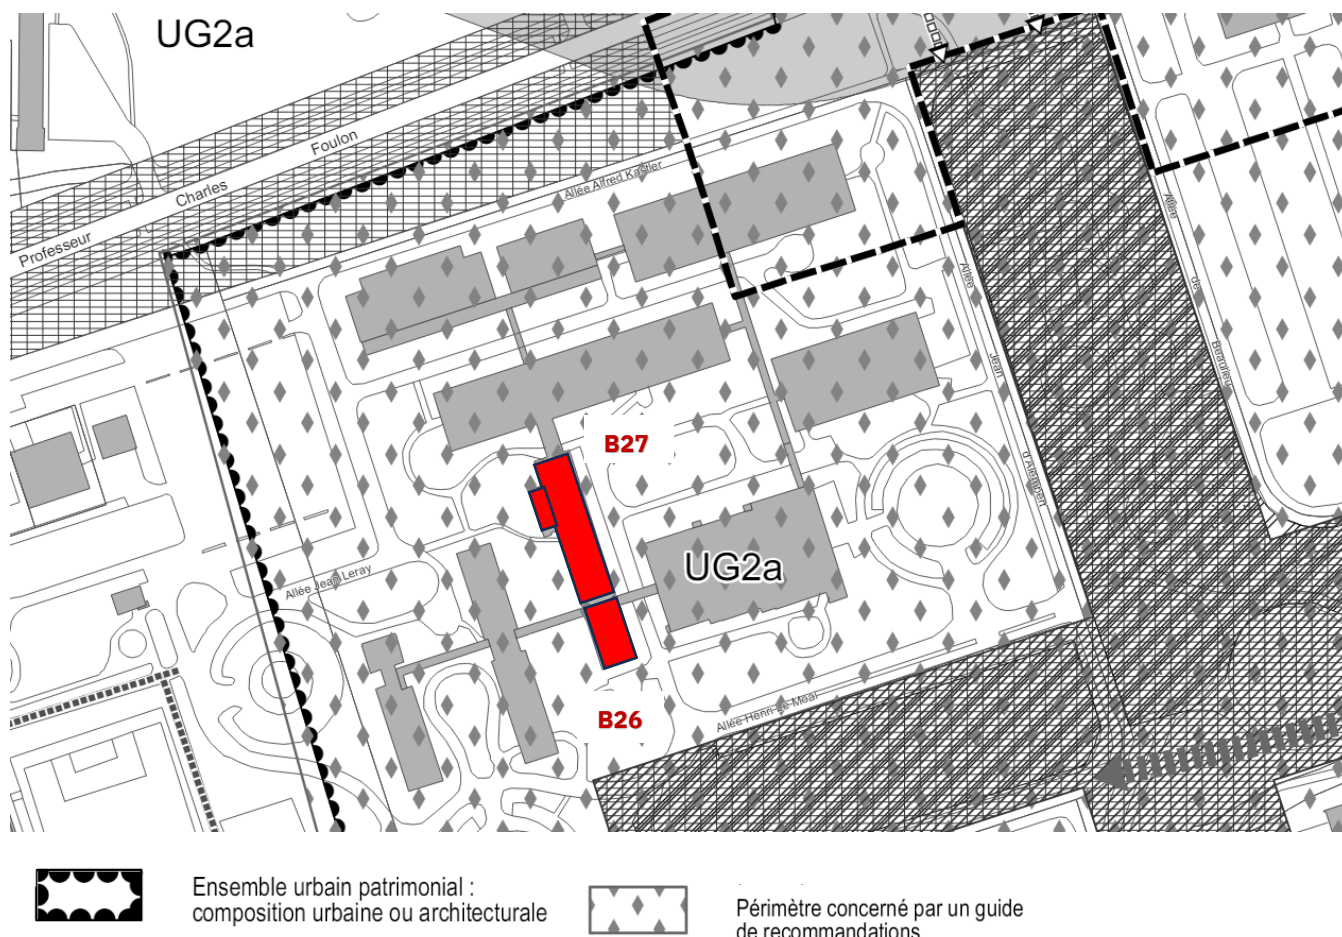 UG2a
Professeur Charles Foulon
Allée Alfred Kastler
Allée de Beaulieu
Allée Jean d'Alembert
B27
UG2a
Allée Jean Leray
B26
Allée Henri Le Moal
Ensemble urbain patrimonial :
composition urbaine ou architecturale
Périmètre concerné par un guide
de recommandations